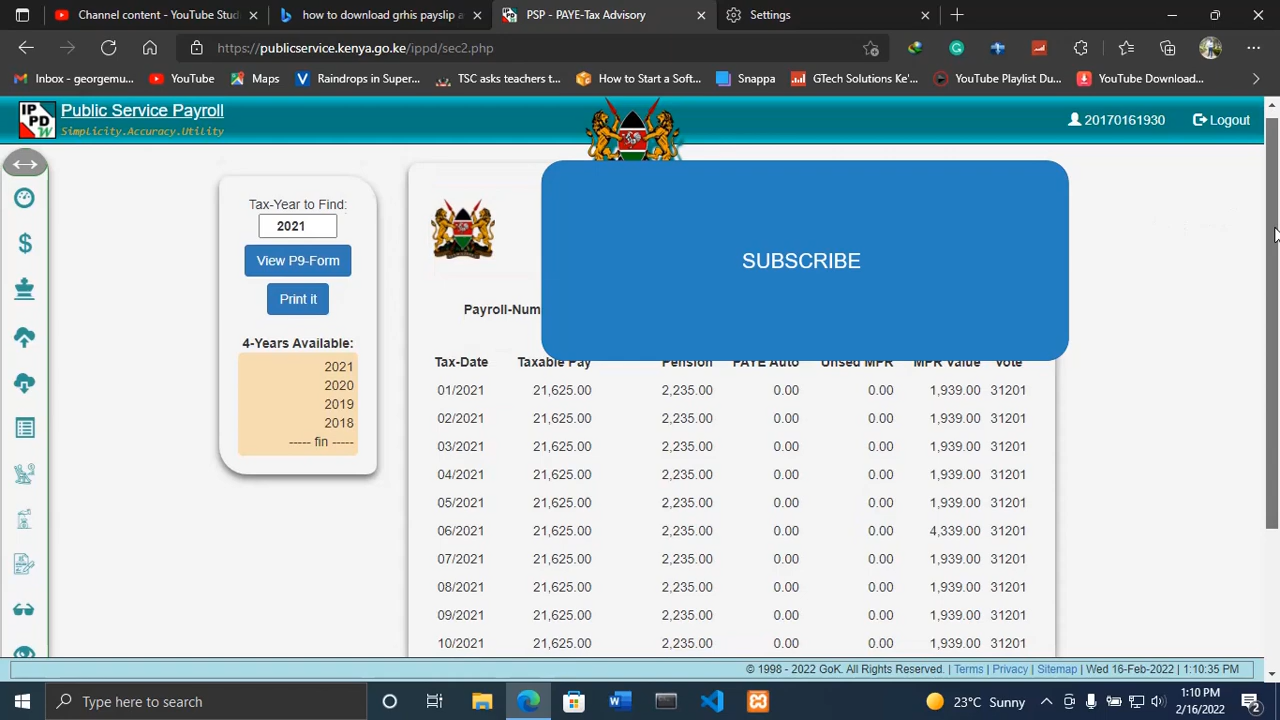 Channel content - YouTube Stud
how to download grhis payslip a
PSP - PAYE-Tax Advisory
Settings
https://publicservice.kenya.go.ke/ippd/sec2.php
Inbox - georgemu...
YouTube
Maps
Raindrops in Super...
TSC asks teachers t...
How to Start a Soft...
Snappa
GTech Solutions Ke'...
YouTube Playlist Du...
YouTube Download...
IP
PD
W
Public Service Payroll
Simplicity.Accuracy.Utility
20170161930
Logout
Tax-Year to Find:
2021
View P9-Form
Print it
4-Years Available:
2021
2020
2019
2018
----- fin -----
SUBSCRIBE
Payroll-Num
Tax-Date Taxable Pay Pension PAYE Auto Unsed MPR MPR Value Vote
01/2021 21,625.00 2,235.00 0.00 0.00 1,939.00 31201
02/2021 21,625.00 2,235.00 0.00 0.00 1,939.00 31201
03/2021 21,625.00 2,235.00 0.00 0.00 1,939.00 31201
04/2021 21,625.00 2,235.00 0.00 0.00 1,939.00 31201
05/2021 21,625.00 2,235.00 0.00 0.00 1,939.00 31201
06/2021 21,625.00 2,235.00 0.00 0.00 4,339.00 31201
07/2021 21,625.00 2,235.00 0.00 0.00 1,939.00 31201
08/2021 21,625.00 2,235.00 0.00 0.00 1,939.00 31201
09/2021 21,625.00 2,235.00 0.00 0.00 1,939.00 31201
10/2021 21,625.00 2,235.00 0.00 0.00 1,939.00 31201
© 1998 - 2022 GoK. All Rights Reserved. | Terms | Privacy | Sitemap | Wed 16-Feb-2022 | 1:10:35 PM
Type here to search
23°C Sunny
1:10 PM
2/16/2022
2